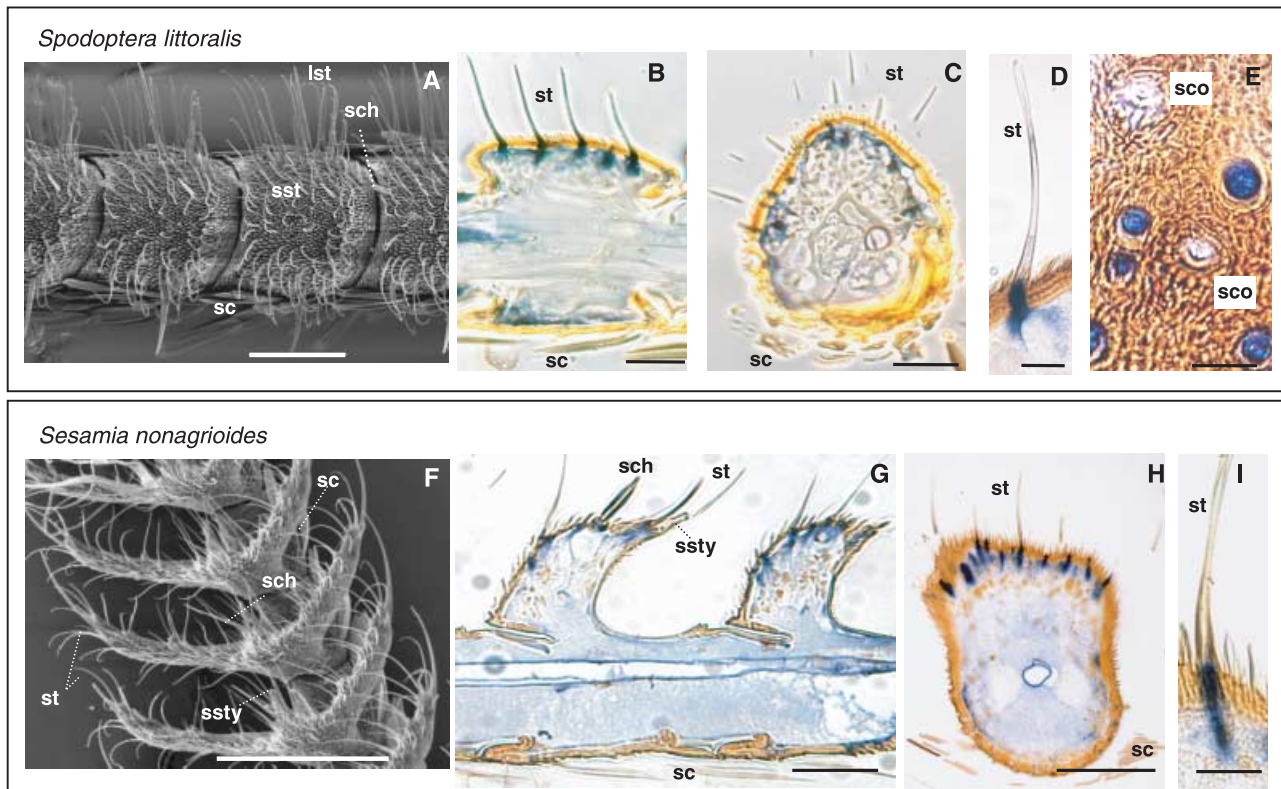 Spodoptera littoralis
A
lst
sch
sst
sc
B
st
sc
C
st
sc
D
st
E
sco
sco
Sesamia nonagrioides
F
sc
sch
st
ssty
G
sch
st
ssty
sc
H
st
sc
I
st